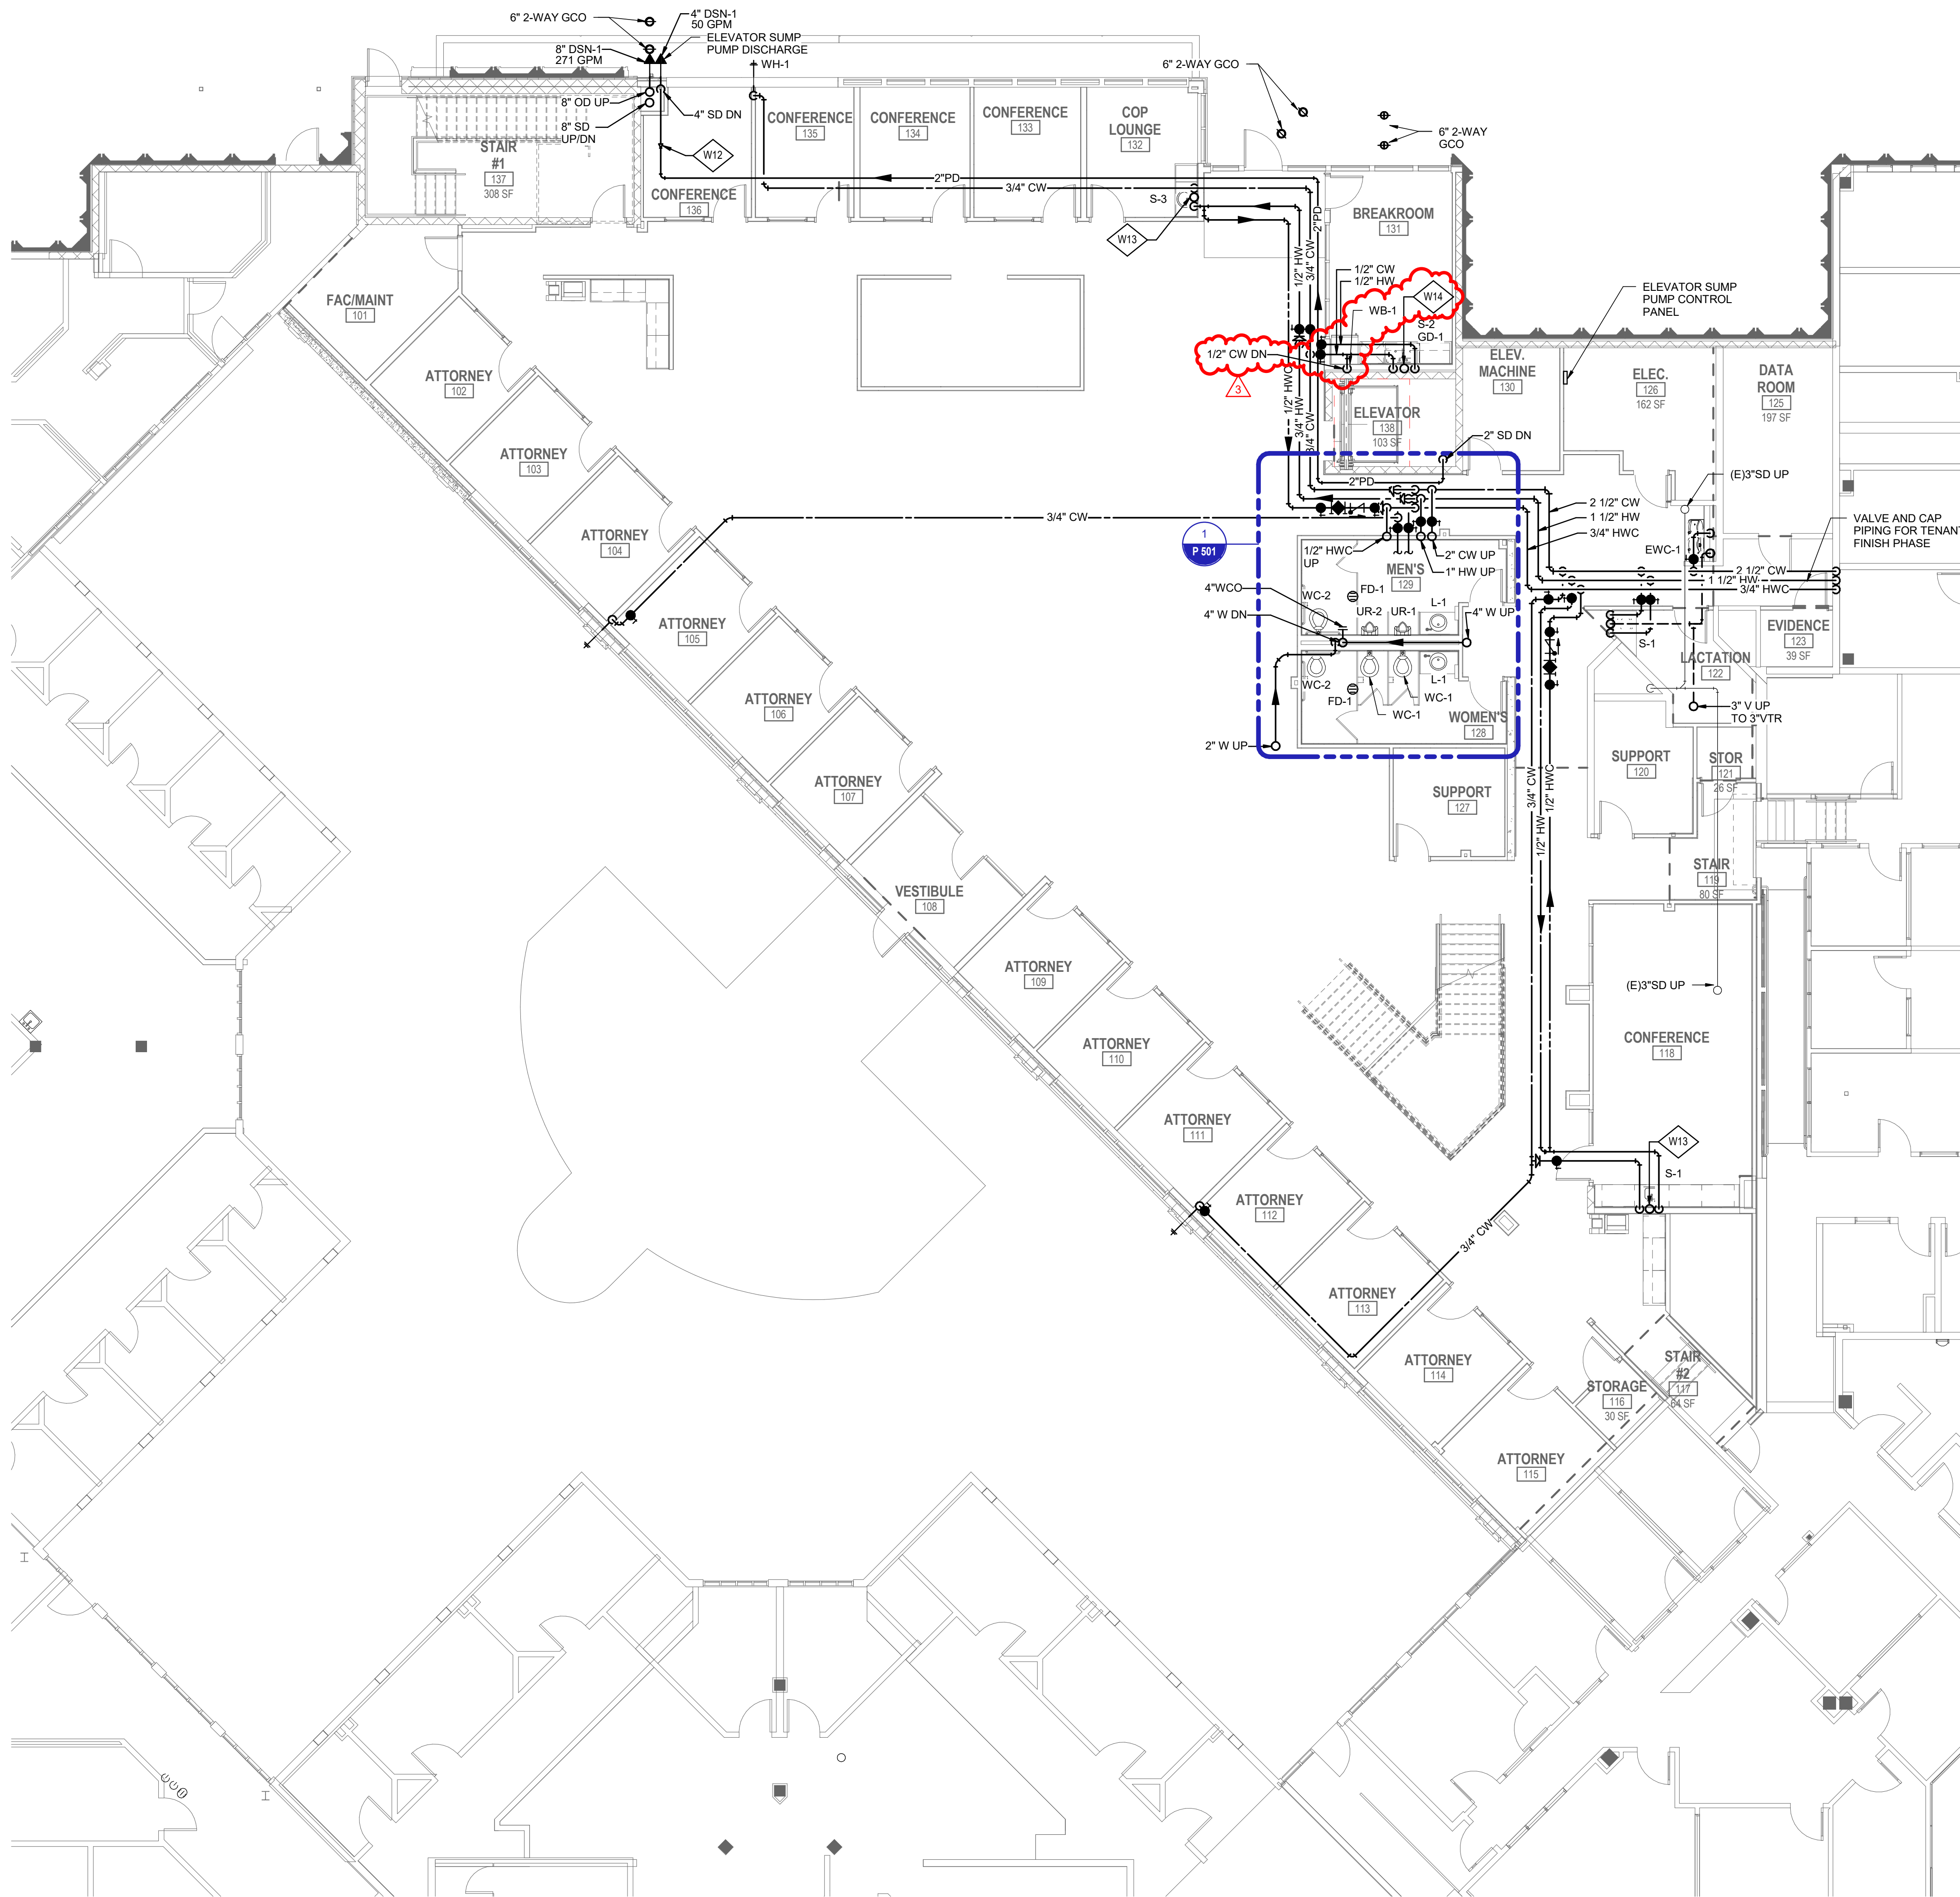 6" 2-WAY GCO
4" DSN-1
50 GPM
ELEVATOR SUMP
PUMP DISCHARGE
8" DSN-1
271 GPM
WH-1
6" 2-WAY GCO
6" 2-WAY
GCO
8" OD UP
8" SD
UP/DN
4" SD DN
W12
STAIR
#1
137
308 SF
CONFERENCE
136
CONFERENCE
135
CONFERENCE
134
CONFERENCE
133
COP
LOUNGE
132
2"PD
3/4" CW
S-3
W13
2"PD
BREAKROOM
131
1/2" HW
3/4" CW
1/2" CW
1/2" HW
W14
WB-1
S-2
GD-1
1/2" CW DN
3
1/2" HWC
3/4" HW
3/4" CW
ELEVATOR
138
103 SF
ELEV.
MACHINE
130
ELEVATOR SUMP
PUMP CONTROL
PANEL
ELEC.
126
162 SF
DATA
ROOM
125
197 SF
2" SD DN
(E)3"SD UP
2"PD
2 1/2" CW
1 1/2" HW
3/4" HWC
VALVE AND CAP
PIPING FOR TENANT
FINISH PHASE
EWC-1
2 1/2" CW
1 1/2" HW
3/4" HWC
FAC/MAINT
101
ATTORNEY
102
ATTORNEY
103
ATTORNEY
104
3/4" CW
1
P 501
1/2" HWC
UP
2" CW UP
1" HW UP
MEN'S
129
4"WCO
WC-2
FD-1
UR-2
UR-1
L-1
4" W DN
4" W UP
WC-2
FD-1
WC-1
WC-1
L-1
WOMEN'S
128
2" W UP
S-1
EVIDENCE
123
39 SF
LACTATION
122
3" V UP
TO 3"VTR
ATTORNEY
105
ATTORNEY
106
ATTORNEY
107
SUPPORT
127
SUPPORT
120
STOR
121
26 SF
3/4" CW
1/2" HWC
1/2" HW
STAIR
119
80 SF
VESTIBULE
108
ATTORNEY
109
(E)3"SD UP
CONFERENCE
118
ATTORNEY
110
ATTORNEY
111
W13
S-1
ATTORNEY
112
3/4" CW
ATTORNEY
113
ATTORNEY
114
STORAGE
116
30 SF
STAIR
#2
117
64 SF
ATTORNEY
115